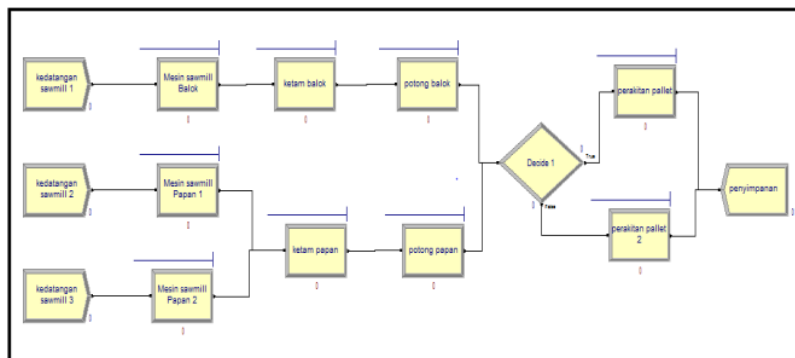 kedatangan
sawmill 1
0
Mesin sawmill
Balok
0
ketam balok
0
potong balok
0
kedatangan
sawmill 2
0
Mesin sawmill
Papan 1
0
kedatangan
sawmill 3
0
Mesin sawmill
Papan 2
0
ketam papan
0
potong papan
0
Decide 1
0
True
0
False
perakitan pallet
0
perakitan pallet
2
0
penyimpanan
0